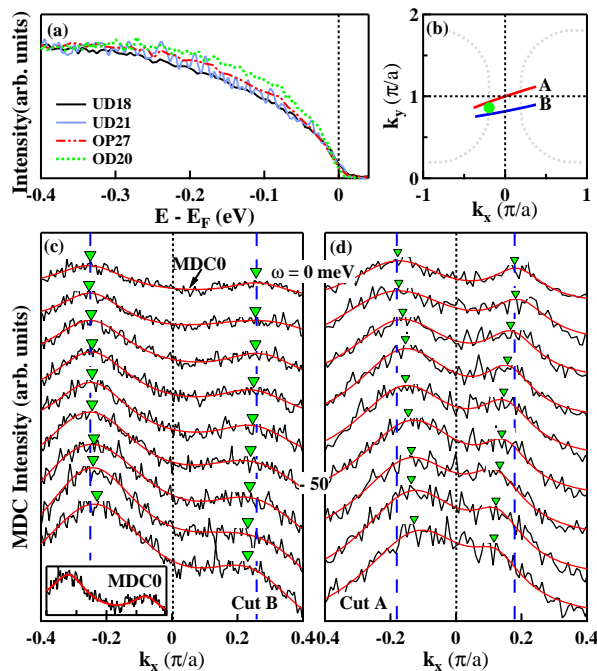 (a)
UD18
UD21
OP27
OD20
Intensity(arb. units)
-0.4 -0.3 -0.2 -0.1 0
E - E_F (eV)
(b)
A
B
k_y (π/a)
2
1
0
-1 0 1
k_x (π/a)
(c)
MDC0
ω = 0 meV
(d)
MDC Intensity (arb. units)
- 50
MDC0
Cut B
Cut A
-0.4 -0.2 0 0.2 0.4
-0.4 -0.2 0 0.2 0.4
k_x (π/a)
k_x (π/a)